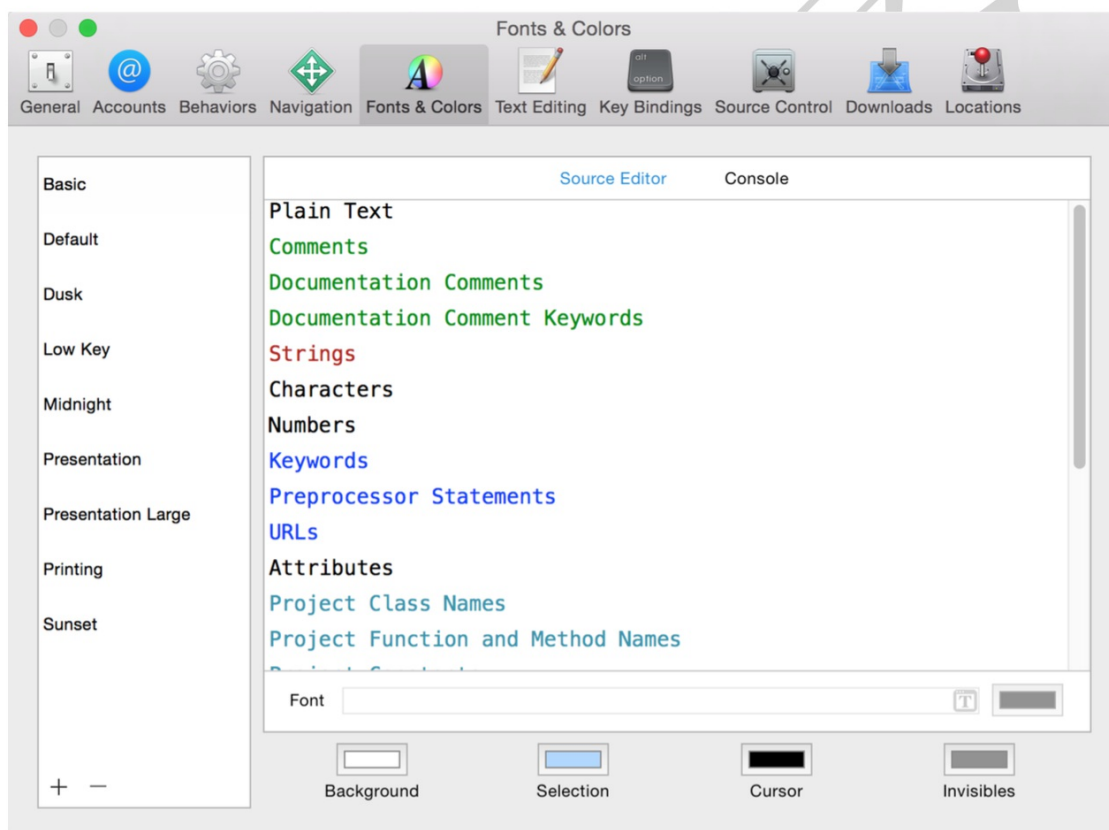 Fonts & Colors
alt
option
General Accounts Behaviors Navigation Fonts & Colors Text Editing Key Bindings Source Control Downloads Locations
Basic
Default
Dusk
Low Key
Midnight
Presentation
Presentation Large
Printing
Sunset
+ −
Source Editor Console
Plain Text
Comments
Documentation Comments
Documentation Comment Keywords
Strings
Characters
Numbers
Keywords
Preprocessor Statements
URLs
Attributes
Project Class Names
Project Function and Method Names
Font
Background Selection Cursor Invisibles